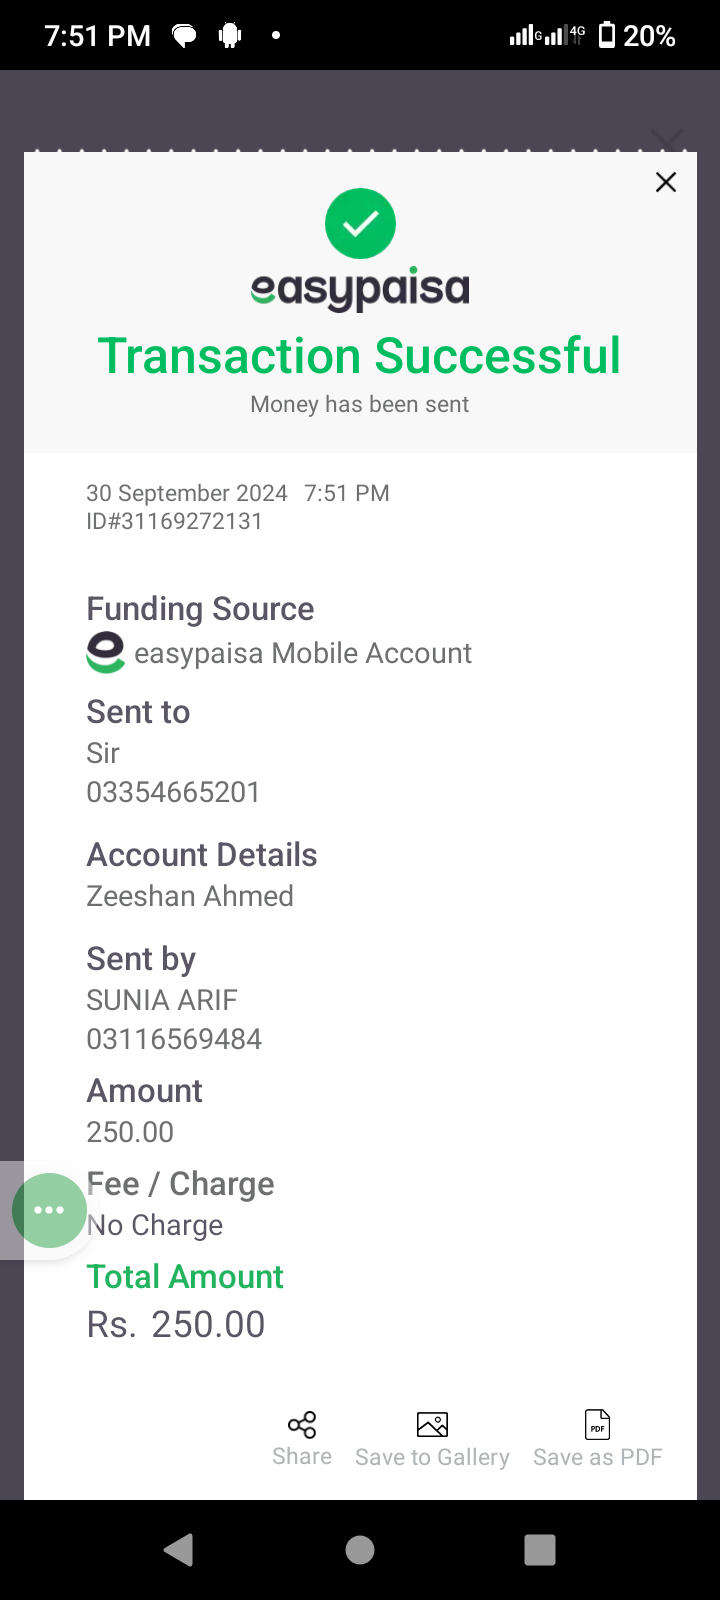 7:51 PM
G 4G 20%
easypaisa
Transaction Successful
Money has been sent
30 September 2024 7:51 PM
ID#31169272131
Funding Source
easypaisa Mobile Account
Sent to
Sir
03354665201
Account Details
Zeeshan Ahmed
Sent by
SUNIA ARIF
03116569484
Amount
250.00
Fee / Charge
No Charge
Total Amount
Rs. 250.00
PDF
Share Save to Gallery Save as PDF